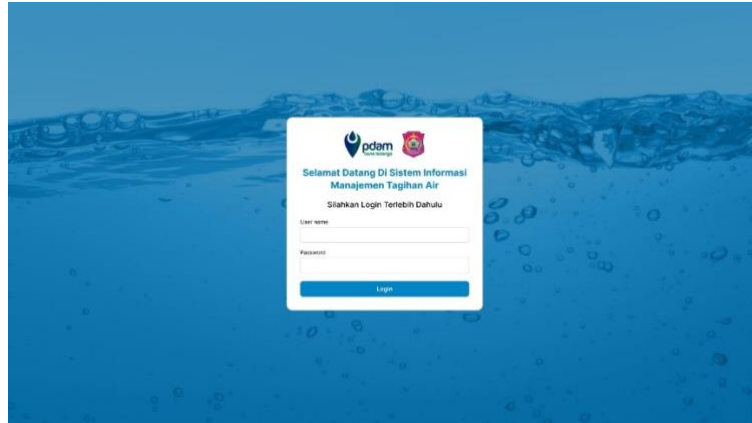 pdam
Selamat Datang Di Sistem Informasi
Manajemen Tagihan Air
Silahkan Login Terlebih Dahulu
User name
Password
Login